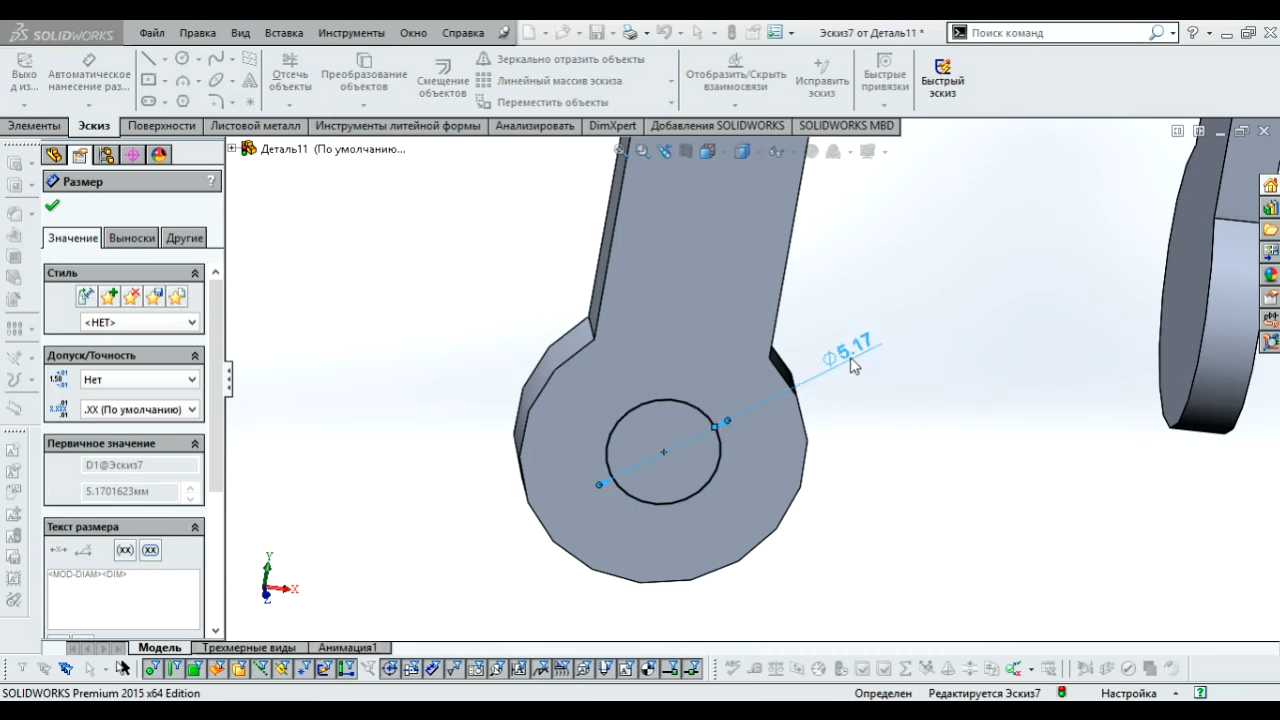 SOLIDWORKS Файл Правка Вид Вставка Инструменты Окно Справка Эскиз7 от Деталь11 * Поиск команд
Выхо д из...
Автоматическое нанесение раз...
Отсечь объекты
Преобразование объектов
Смещение объектов
Зеркально отразить объекты
Линейный массив эскиза
Переместить объекты
Отобразить/Скрыть взаимосвязи
Исправить эскиз
Быстрые привязки
Быстрый эскиз
Элементы Эскиз Поверхности Листовой металл Инструменты литейной формы Анализировать DimXpert Добавления SOLIDWORKS SOLIDWORKS MBD
Деталь11 (По умолчанию...
Размер ?
Значение Выноски Другие
Стиль
<НЕТ>
Допуск/Точность
Нет
.XX (По умолчанию)
Первичное значение
D1@Эскиз7
5.1701623мм
Текст размера
(xx) (xx)
<MOD-DIAM><DIM>
∅5.17
Y
X
Z
Модель Трехмерные виды Анимация1
SOLIDWORKS Premium 2015 x64 Edition Определен Редактируется Эскиз7 Настройка